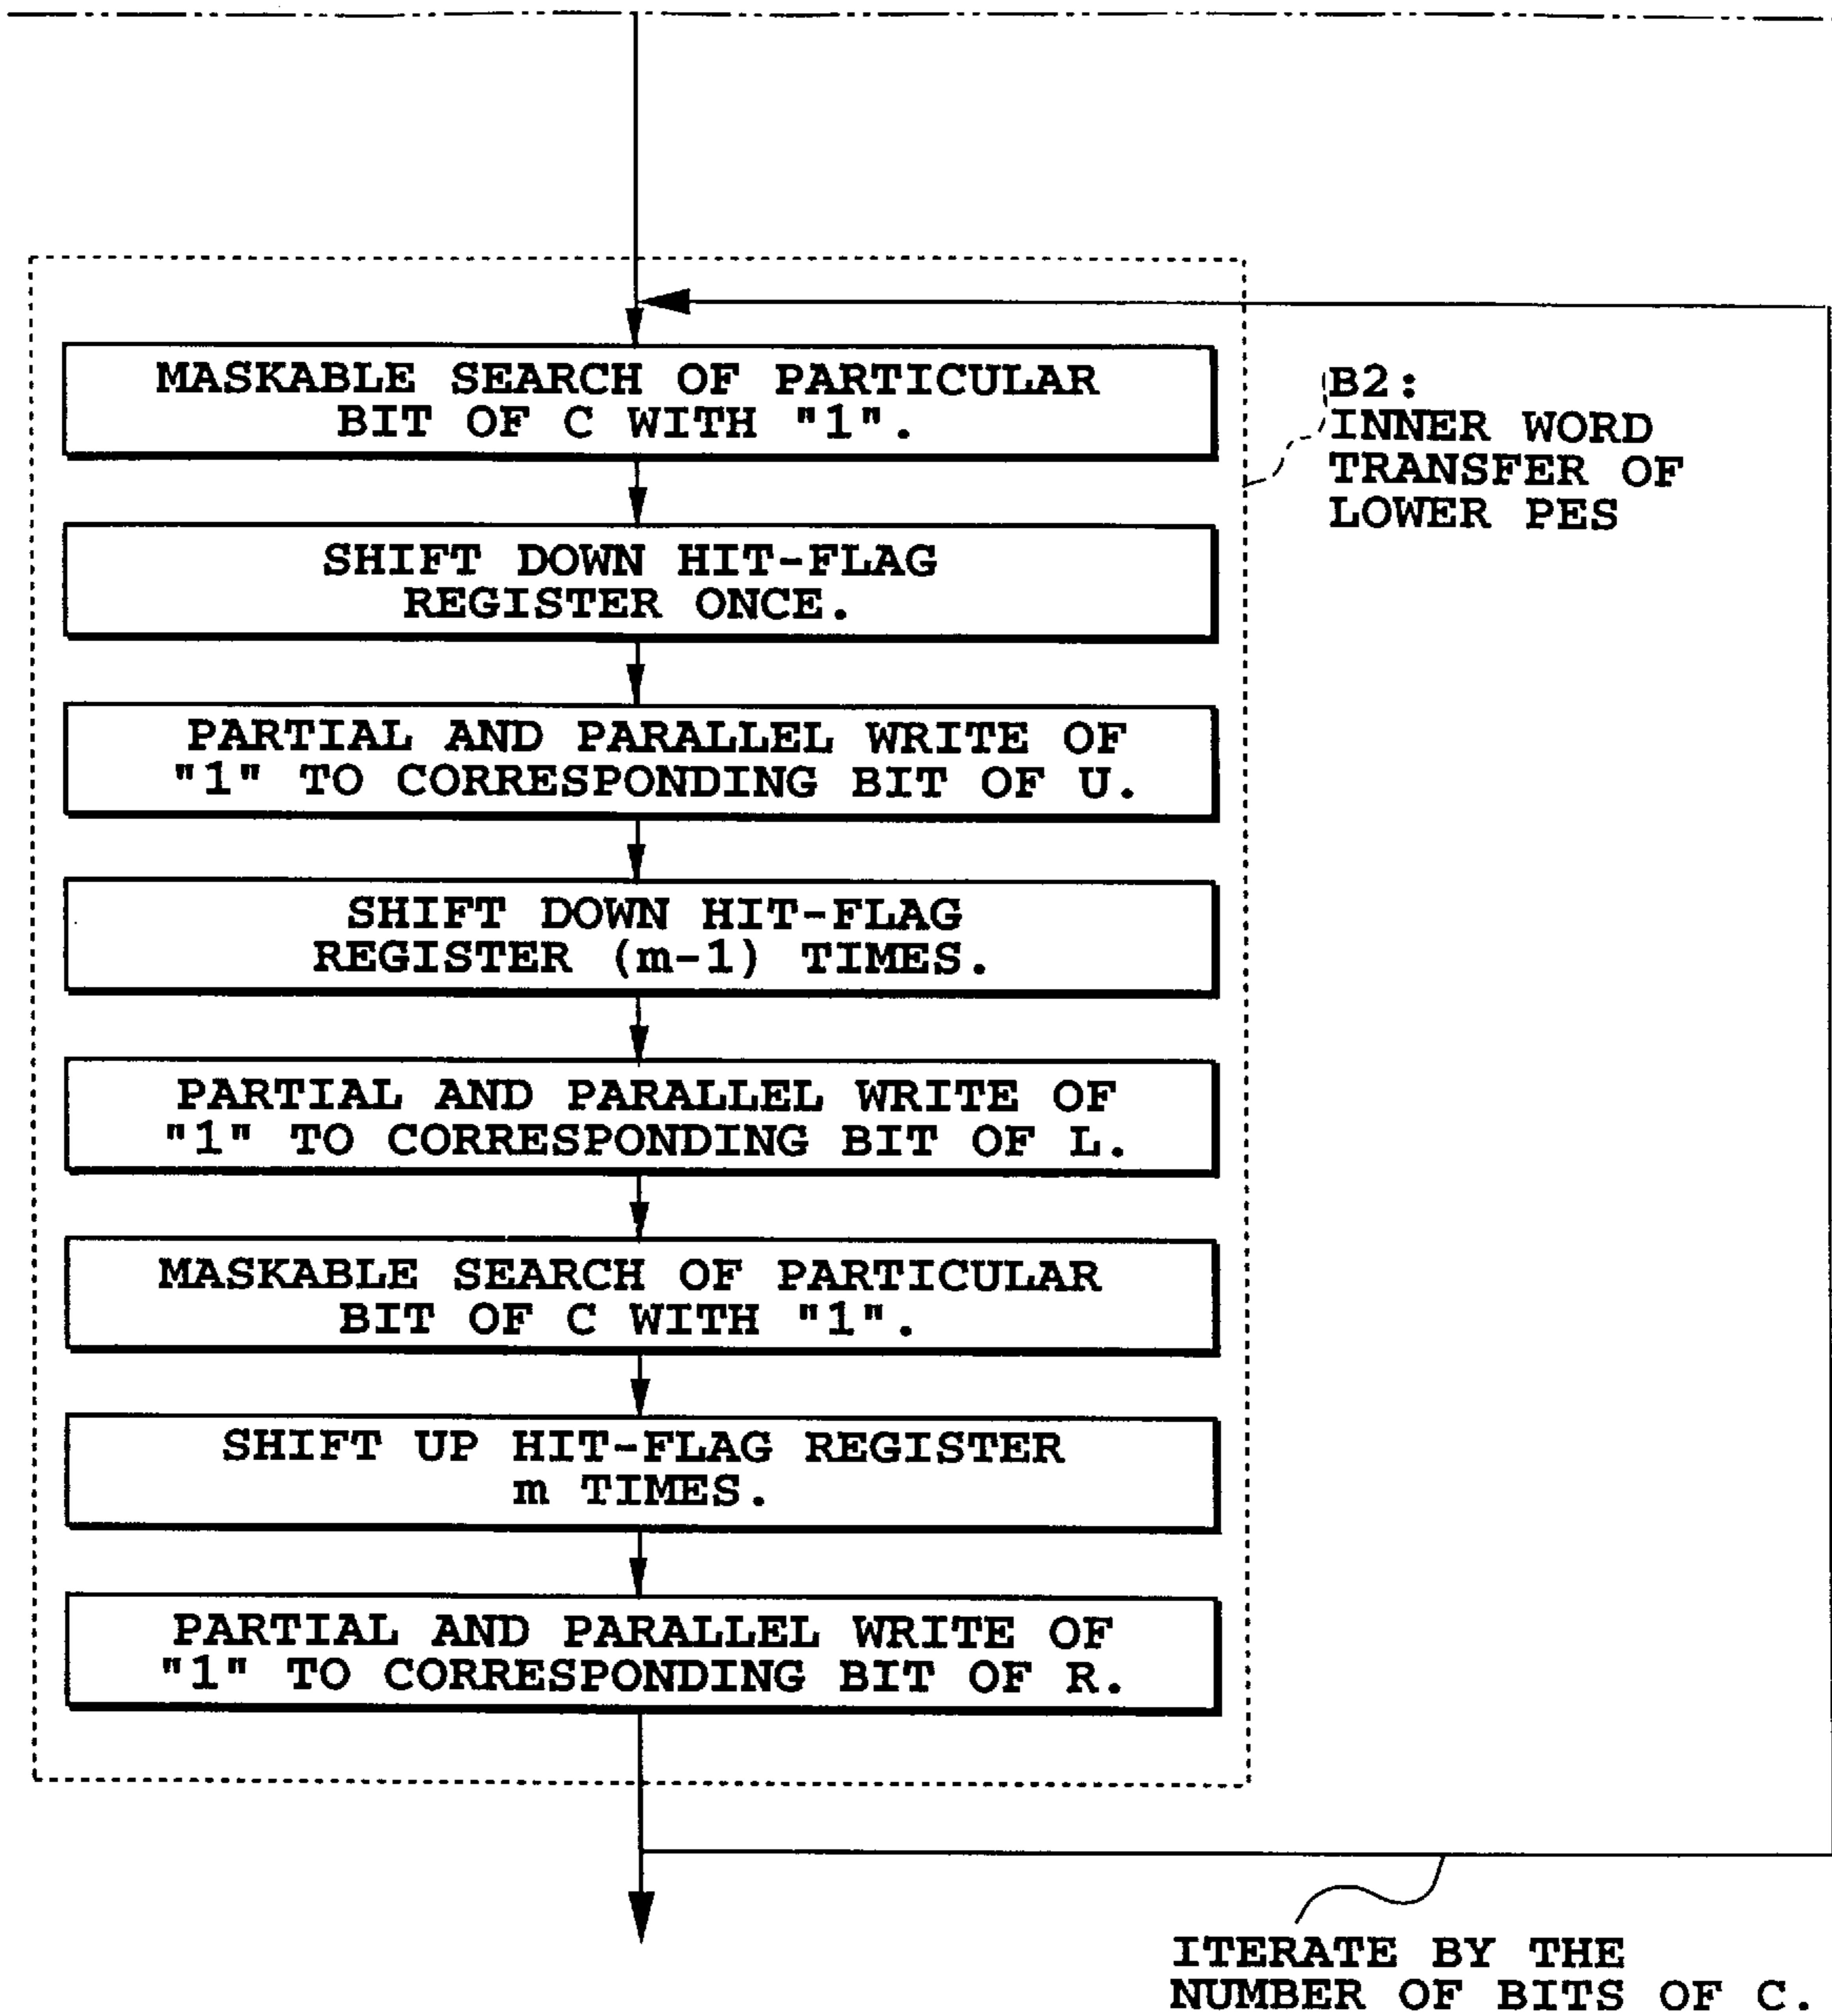 MASKABLE SEARCH OF PARTICULAR
BIT OF C WITH "1".
B2:
INNER WORD
TRANSFER OF
LOWER PES
SHIFT DOWN HIT-FLAG
REGISTER ONCE.
PARTIAL AND PARALLEL WRITE OF
"1" TO CORRESPONDING BIT OF U.
SHIFT DOWN HIT-FLAG
REGISTER (m-1) TIMES.
PARTIAL AND PARALLEL WRITE OF
"1" TO CORRESPONDING BIT OF L.
MASKABLE SEARCH OF PARTICULAR
BIT OF C WITH "1".
SHIFT UP HIT-FLAG REGISTER
m TIMES.
PARTIAL AND PARALLEL WRITE OF
"1" TO CORRESPONDING BIT OF R.
ITERATE BY THE
NUMBER OF BITS OF C.